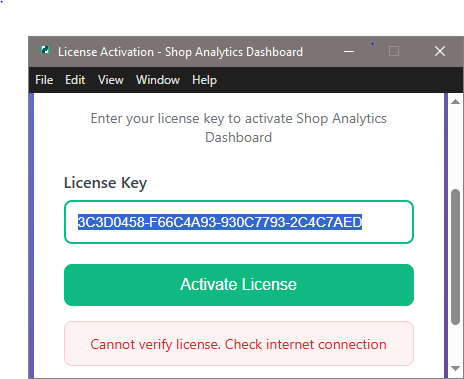 License Activation - Shop Analytics Dashboard
File Edit View Window Help
Enter your license key to activate Shop Analytics
Dashboard
License Key
3C3D0458-F66C4A93-930C7793-2C4C7AED
Activate License
Cannot verify license. Check internet connection